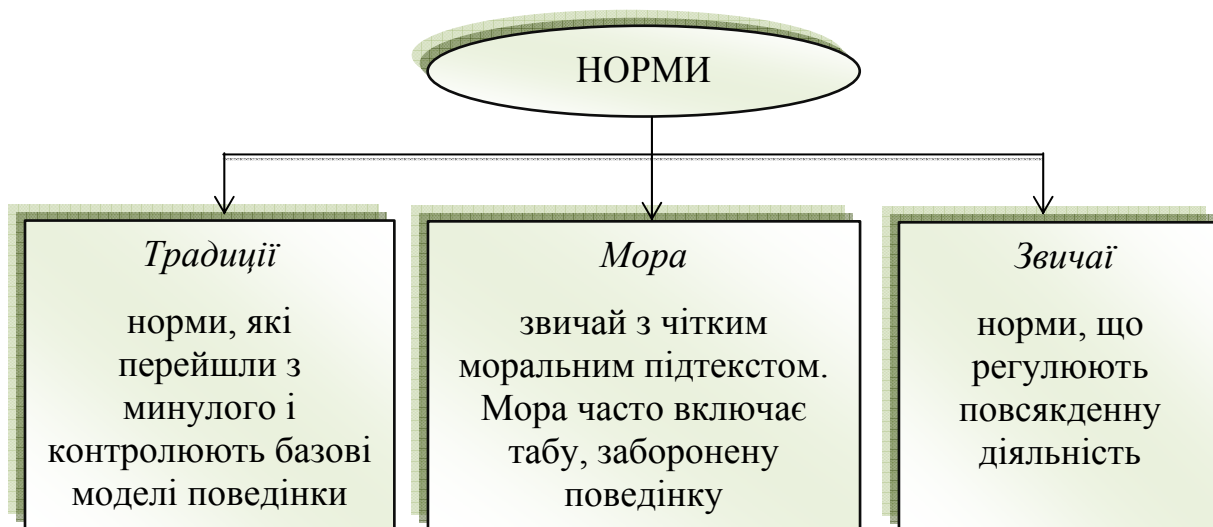 НОРМИ
Традиції
норми, які
перейшли з
минулого і
контролюють базові
моделі поведінки
Мора
звичай з чітким
моральним підтекстом.
Мора часто включає
табу, заборонену
поведінку
Звичаї
норми, що
регулюють
повсякденну
діяльність